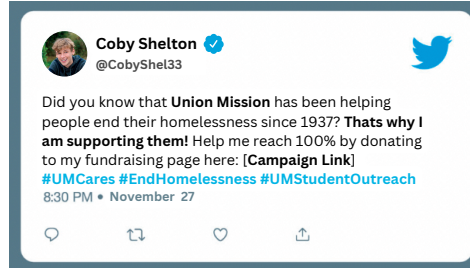 Coby Shelton
@CobyShel33
Did you know that Union Mission has been helping
people end their homelessness since 1937? Thats why I
am supporting them! Help me reach 100% by donating
to my fundraising page here: [Campaign Link]
#UMCares #EndHomelessness #UMStudentOutreach
8:30 PM • November 27